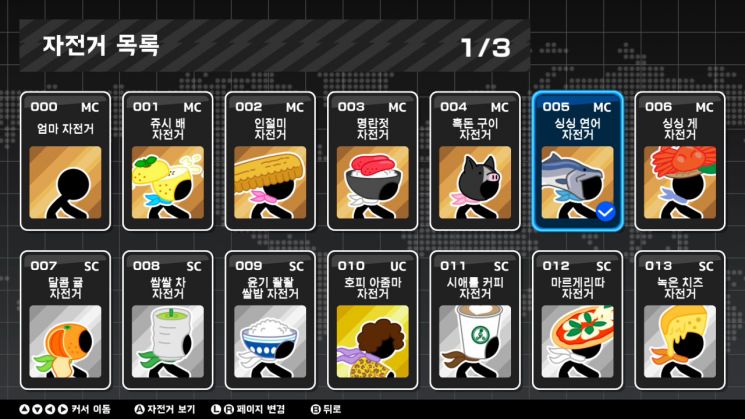 자전거 목록
1/3
000 MC
엄마 자전거
001 MC
쥬시 배
자전거
002 MC
인절미
자전거
003 MC
명란젓
자전거
004 MC
흑돈 구이
자전거
005 MC
싱싱 연어
자전거
006 MC
싱싱 게
자전거
007 SC
달콤 귤
자전거
008 SC
쌉쌀 차
자전거
009 SC
윤기 좔좔
쌀밥 자전거
010 UC
호피 아줌마
자전거
011 SC
시애틀 커피
자전거
012 SC
마르게리따
자전거
013 SC
녹은 치즈
자전거
커서 이동 A 자전거 보기 L R 페이지 변경 B 뒤로